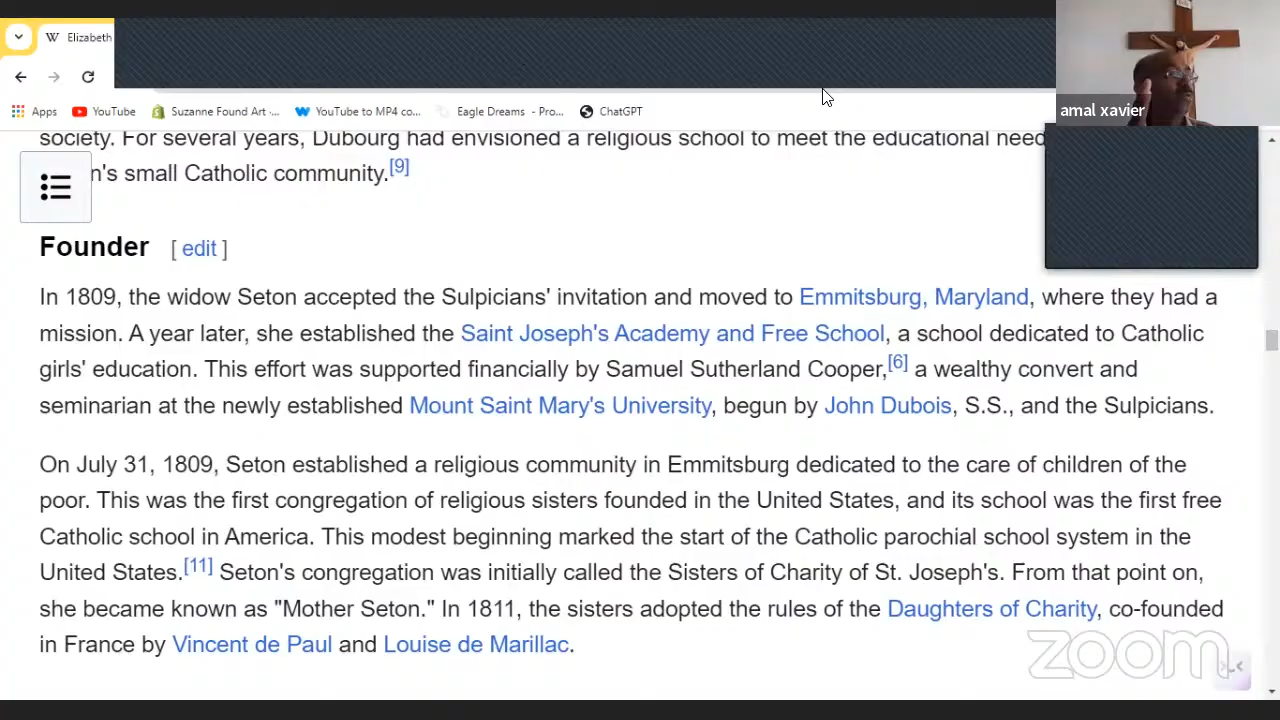 Elizabeth
Apps YouTube Suzanne Found Art ·... YouTube to MP4 co... Eagle Dreams - Pro... ChatGPT
amal xavier
society. For several years, Dubourg had envisioned a religious school to meet the educational
small Catholic community.[9]
Founder [ edit ]
In 1809, the widow Seton accepted the Sulpicians' invitation and moved to Emmitsburg, Maryland, where they had a
mission. A year later, she established the Saint Joseph's Academy and Free School, a school dedicated to Catholic
girls' education. This effort was supported financially by Samuel Sutherland Cooper,[6] a wealthy convert and
seminarian at the newly established Mount Saint Mary's University, begun by John Dubois, S.S., and the Sulpicians.
On July 31, 1809, Seton established a religious community in Emmitsburg dedicated to the care of children of the
poor. This was the first congregation of religious sisters founded in the United States, and its school was the first free
Catholic school in America. This modest beginning marked the start of the Catholic parochial school system in the
United States.[11] Seton's congregation was initially called the Sisters of Charity of St. Joseph's. From that point on,
she became known as "Mother Seton." In 1811, the sisters adopted the rules of the Daughters of Charity, co-founded
in France by Vincent de Paul and Louise de Marillac.
zoom